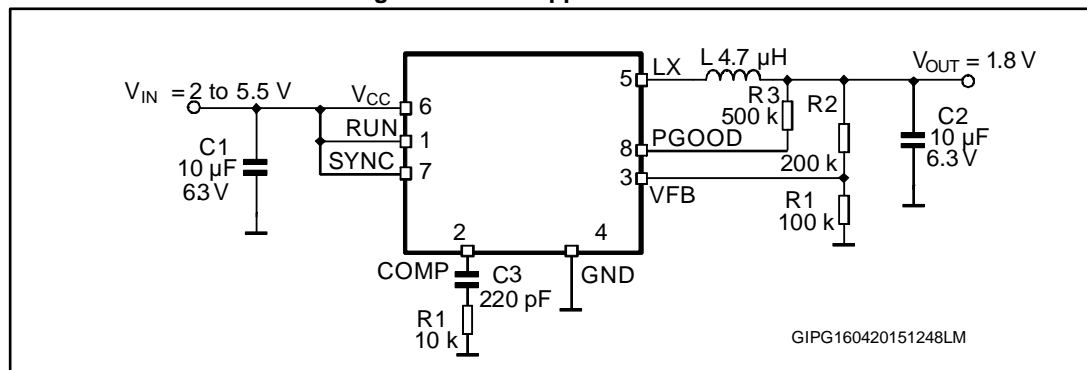 V_IN = 2 to 5.5 V
V_CC
6
RUN
1
SYNC
7
C1
10 µF
63 V
2
COMP
C3
220 pF
R1
10 k
4
GND
5
LX
L 4.7 µH
8
PGOOD
R3
500 k
3
VFB
R2
200 k
R1
100 k
C2
10 µF
6.3 V
V_OUT = 1.8 V
GIPG160420151248LM